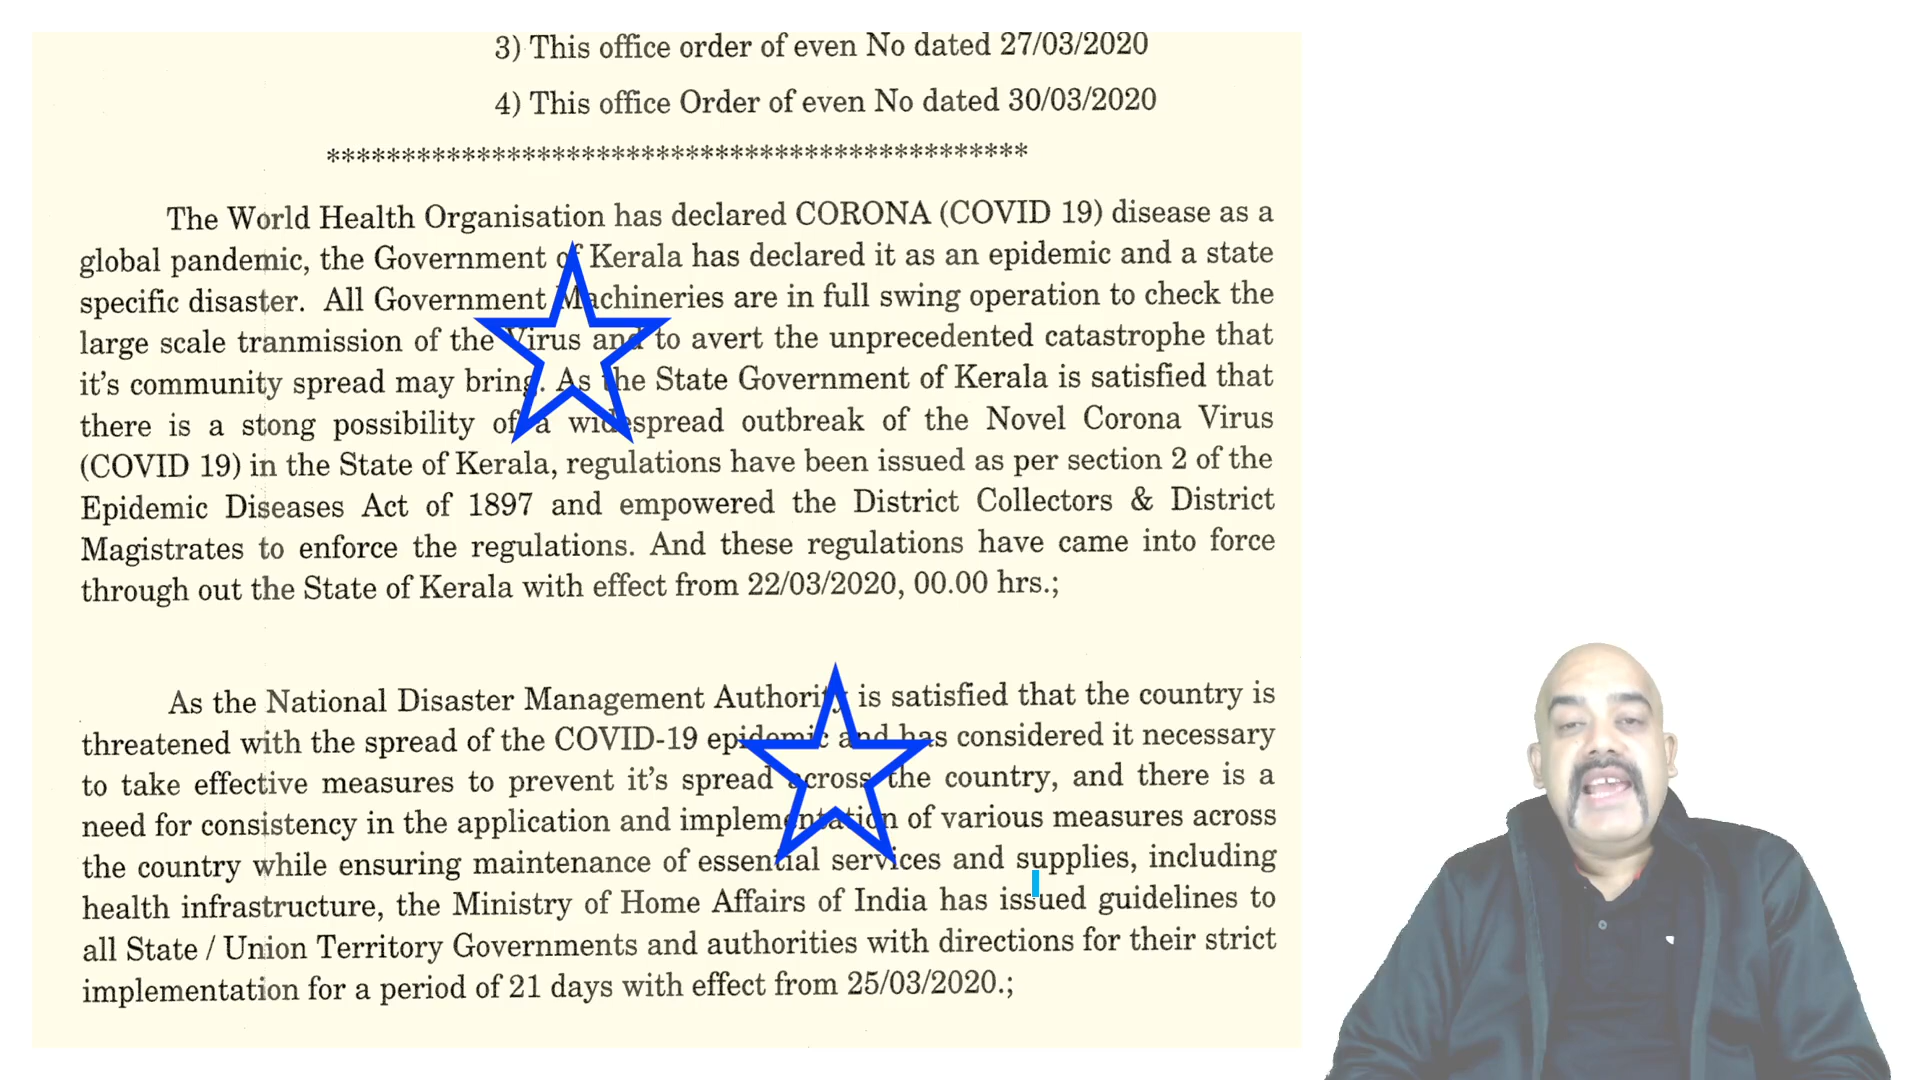 3) This office order of even No dated 27/03/2020
4) This office Order of even No dated 30/03/2020
***********************************************
The World Health Organisation has declared CORONA (COVID 19) disease as a
global pandemic, the Government of Kerala has declared it as an epidemic and a state
specific disaster. All Government Machineries are in full swing operation to check the
large scale tranmission of the Virus and to avert the unprecedented catastrophe that
it's community spread may bring. As the State Government of Kerala is satisfied that
there is a stong possibility of a widespread outbreak of the Novel Corona Virus
(COVID 19) in the State of Kerala, regulations have been issued as per section 2 of the
Epidemic Diseases Act of 1897 and empowered the District Collectors & District
Magistrates to enforce the regulations. And these regulations have came into force
through out the State of Kerala with effect from 22/03/2020, 00.00 hrs.;
As the National Disaster Management Authority is satisfied that the country is
threatened with the spread of the COVID-19 epidemic and has considered it necessary
to take effective measures to prevent it's spread across the country, and there is a
need for consistency in the application and implementation of various measures across
the country while ensuring maintenance of essential services and supplies, including
health infrastructure, the Ministry of Home Affairs of India has issued guidelines to
all State / Union Territory Governments and authorities with directions for their strict
implementation for a period of 21 days with effect from 25/03/2020.;